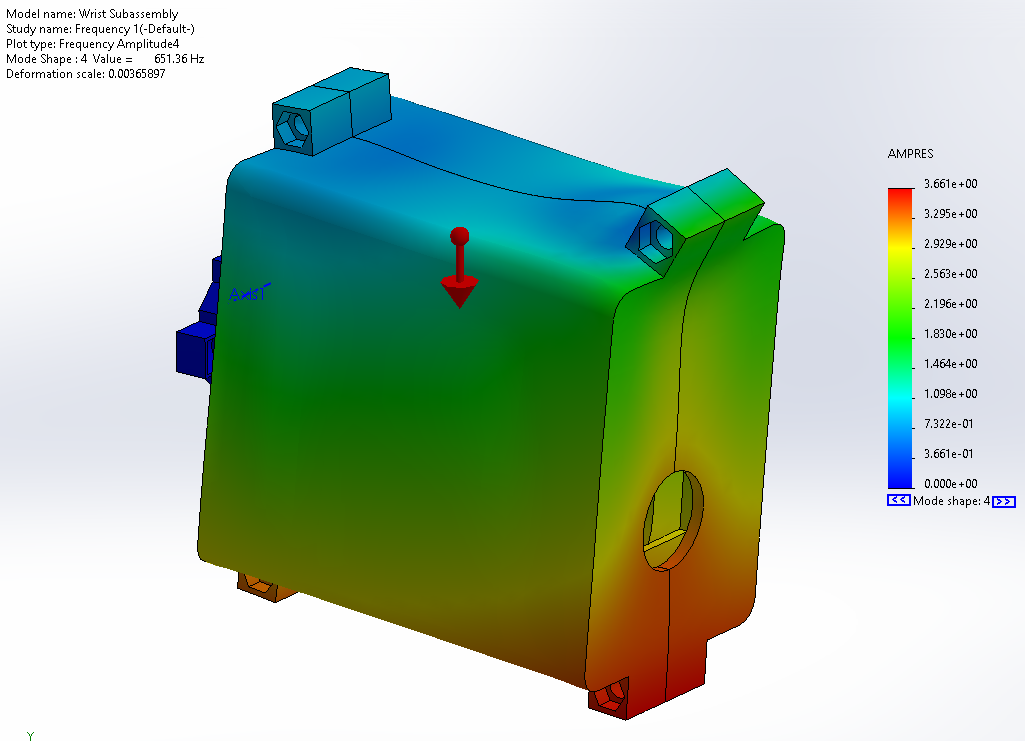 Model name: Wrist Subassembly
Study name: Frequency 1(-Default-)
Plot type: Frequency Amplitude4
Mode Shape : 4 Value = 651.36 Hz
Deformation scale: 0.00365897
AMPRES
3.661e+00
3.295e+00
2.929e+00
2.563e+00
2.196e+00
1.830e+00
1.464e+00
1.098e+00
7.322e-01
3.661e-01
0.000e+00
<< Mode shape: 4 >>
Axis1
Y